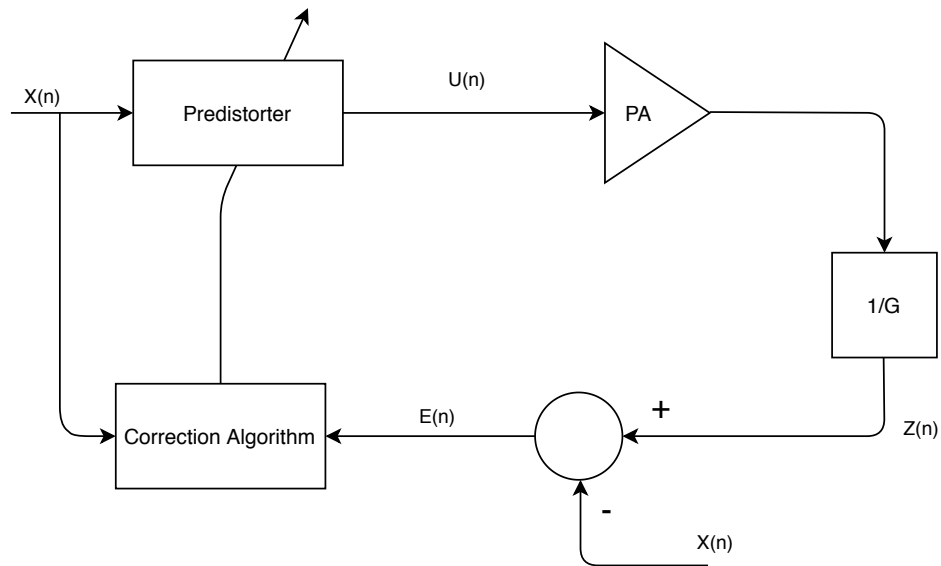 X(n)
U(n)
Predistorter
PA
1/G
+
E(n)
Z(n)
Correction Algorithm
-
X(n)